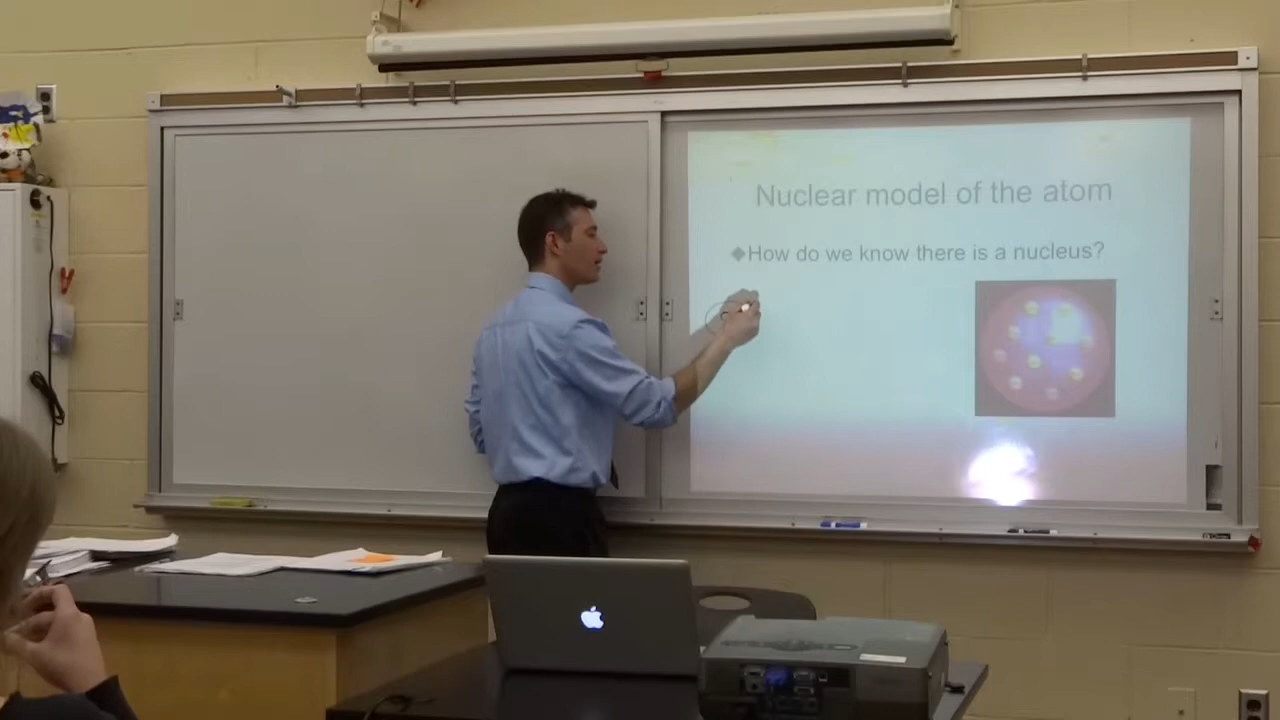 Nuclear model of the atom
◆How do we know there is a nucleus?